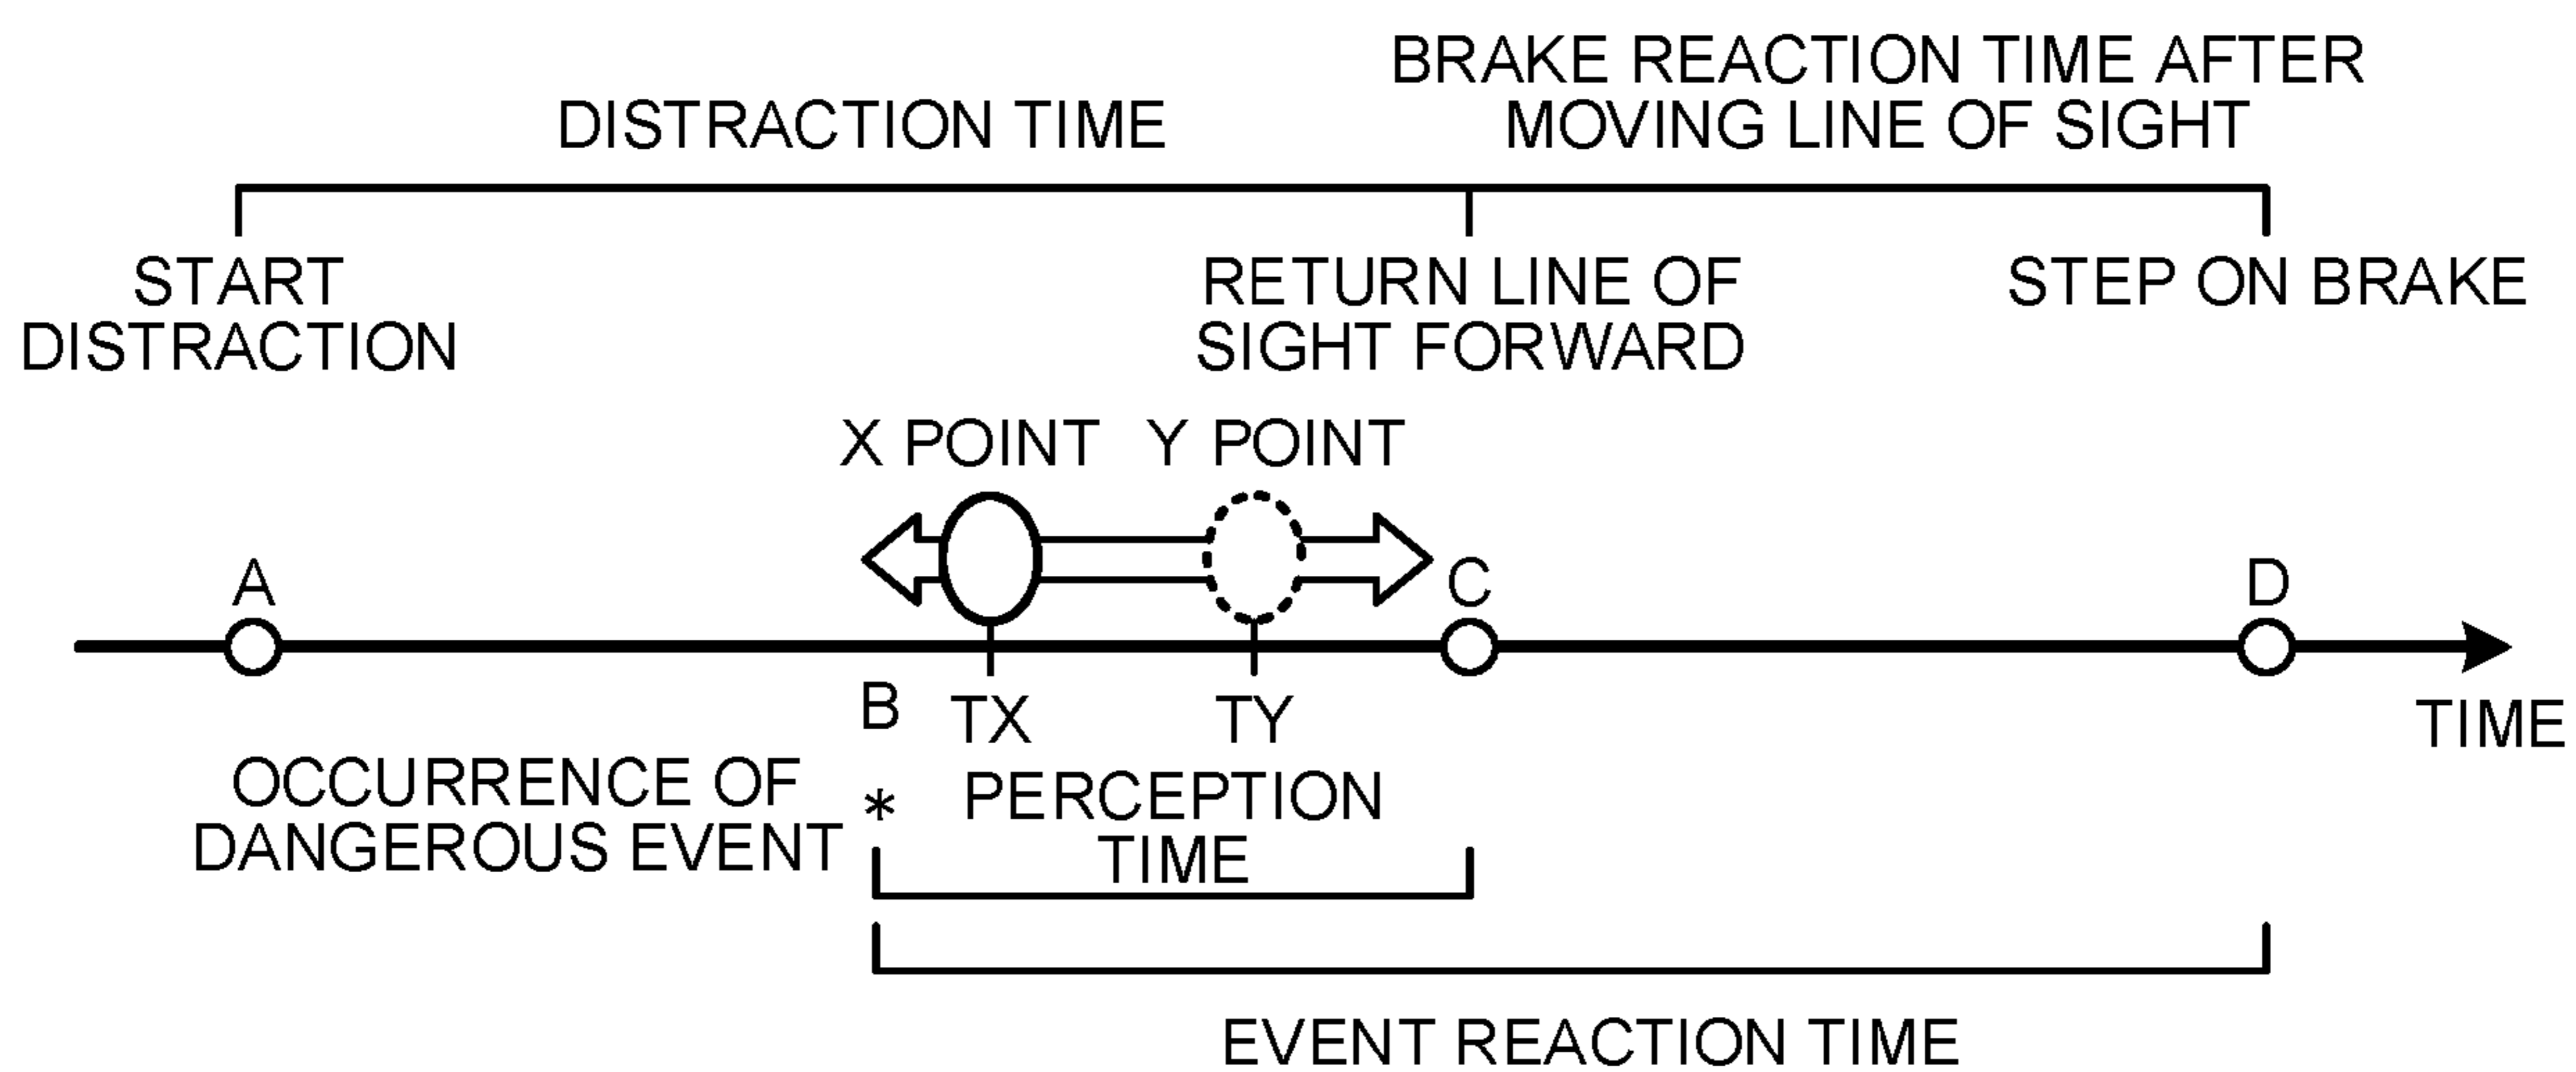 BRAKE REACTION TIME AFTER
MOVING LINE OF SIGHT
DISTRACTION TIME
START
DISTRACTION
RETURN LINE OF
SIGHT FORWARD
STEP ON BRAKE
X POINT
Y POINT
A
C
D
B
TX
TY
TIME
OCCURRENCE OF
DANGEROUS EVENT
*
PERCEPTION
TIME
EVENT REACTION TIME